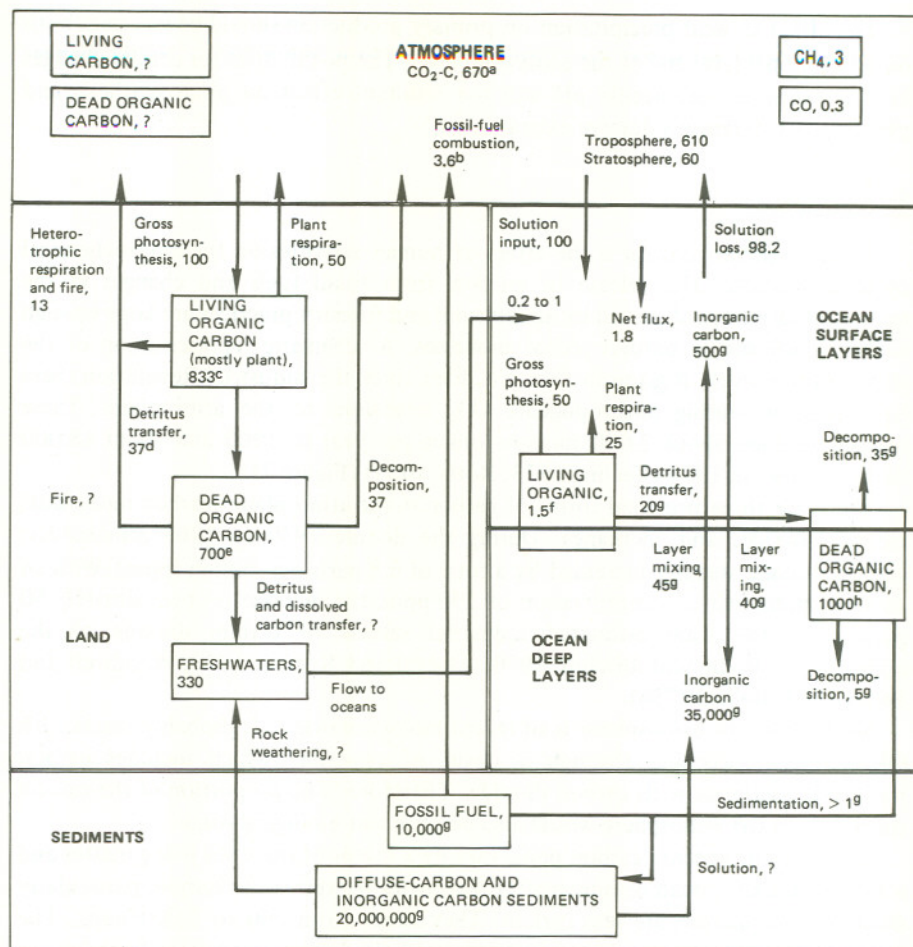 LIVING
CARBON, ?
DEAD ORGANIC
CARBON, ?
ATMOSPHERE
CO₂-C, 670ᵃ
CH₄, 3
CO, 0.3
Fossil-fuel
combustion,
3.6ᵇ
Troposphere, 610
Stratosphere, 60
Hetero-
trophic
respiration
and fire,
13
Gross
photosyn-
thesis, 100
Plant
respira-
tion, 50
LIVING
ORGANIC
CARBON
(mostly plant),
833ᶜ
Detritus
transfer,
37ᵈ
Fire, ?
DEAD
ORGANIC
CARBON,
700ᵉ
Decom-
position,
37
Detritus
and dissolved
carbon transfer, ?
LAND
FRESHWATERS,
330
Flow to
oceans
Rock
weathering, ?
Solution
input, 100
Solution
loss, 98.2
0.2 to 1
Net flux,
1.8
Inorganic
carbon,
500ᵍ
OCEAN
SURFACE
LAYERS
Gross
photosyn-
thesis, 50
Plant
respira-
tion,
25
LIVING
ORGANIC,
1.5ᶠ
Detritus
transfer,
20ᵍ
Decompo-
sition, 35ᵍ
Layer
mixing
45ᵍ
Layer
mix-
ing,
40ᵍ
DEAD
ORGANIC
CARBON,
1000ʰ
OCEAN
DEEP
LAYERS
Inorganic
carbon
35,000ᵍ
Decompo-
sition, 5ᵍ
SEDIMENTS
FOSSIL FUEL,
10,000ᵍ
Sedimentation, > 1ᵍ
Solution, ?
DIFFUSE-CARBON AND
INORGANIC CARBON SEDIMENTS
20,000,000ᵍ